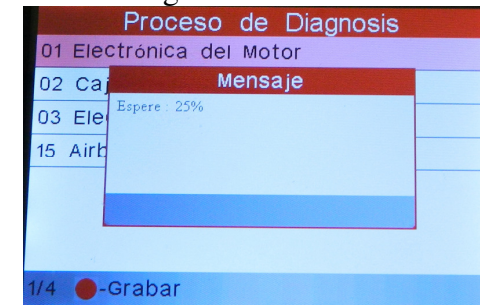 Proceso de Diagnosis
01 Electrónica del Motor
Mensaje
02 Caj
Espere : 25%
03 Ele
15 Airb
1/4 -Grabar